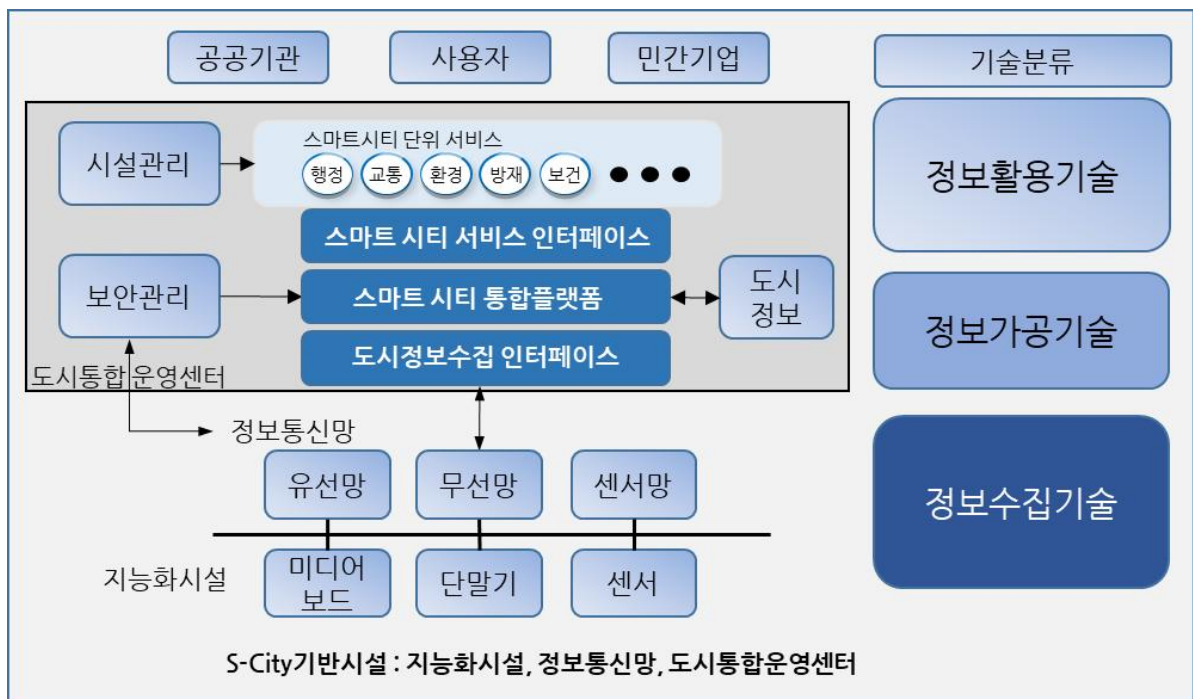 공공기관
사용자
민간기업
기술분류
시설관리
스마트시티 단위 서비스
행정
교통
환경
방재
보건
정보활용기술
스마트 시티 서비스 인터페이스
보안관리
스마트 시티 통합플랫폼
도시
정보
정보가공기술
도시정보수집 인터페이스
도시통합 운영센터
정보통신망
유선망
무선망
센서망
정보수집기술
지능화시설
미디어
보드
단말기
센서
S-City기반시설 : 지능화시설, 정보통신망, 도시통합운영센터